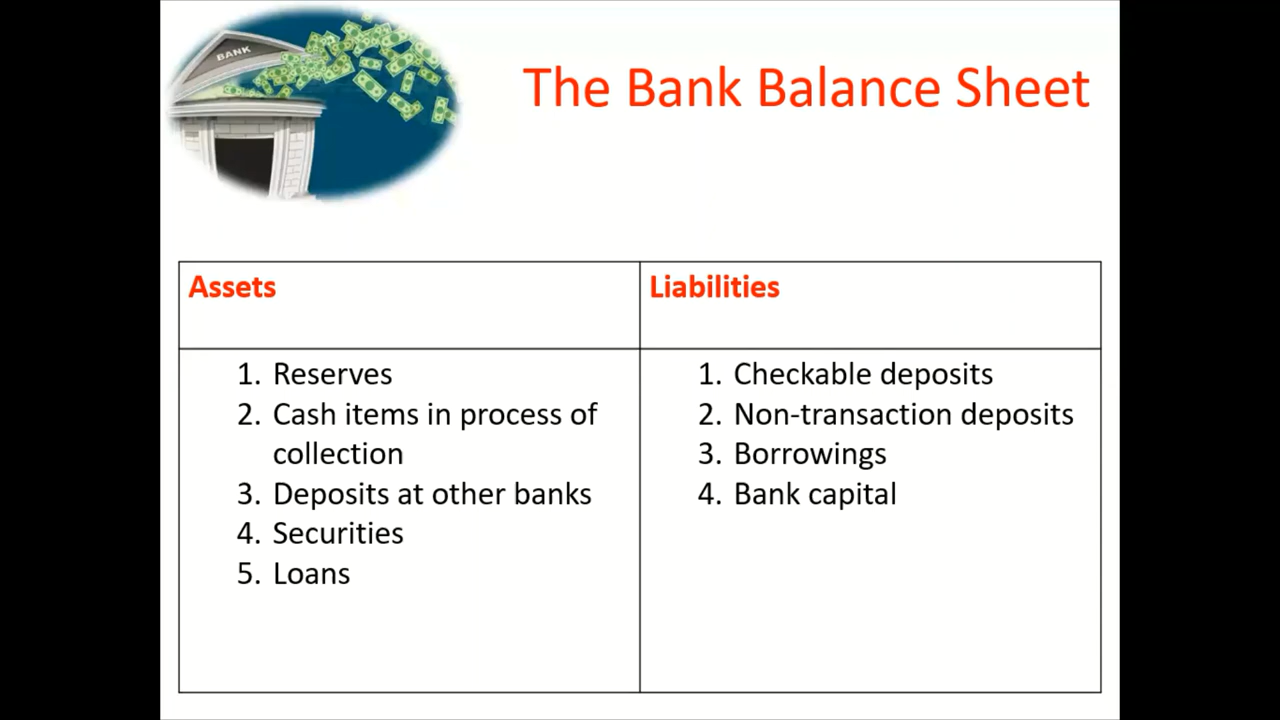 BANK
The Bank Balance Sheet
Assets
Liabilities
1. Reserves
2. Cash items in process of
collection
3. Deposits at other banks
4. Securities
5. Loans
1. Checkable deposits
2. Non-transaction deposits
3. Borrowings
4. Bank capital